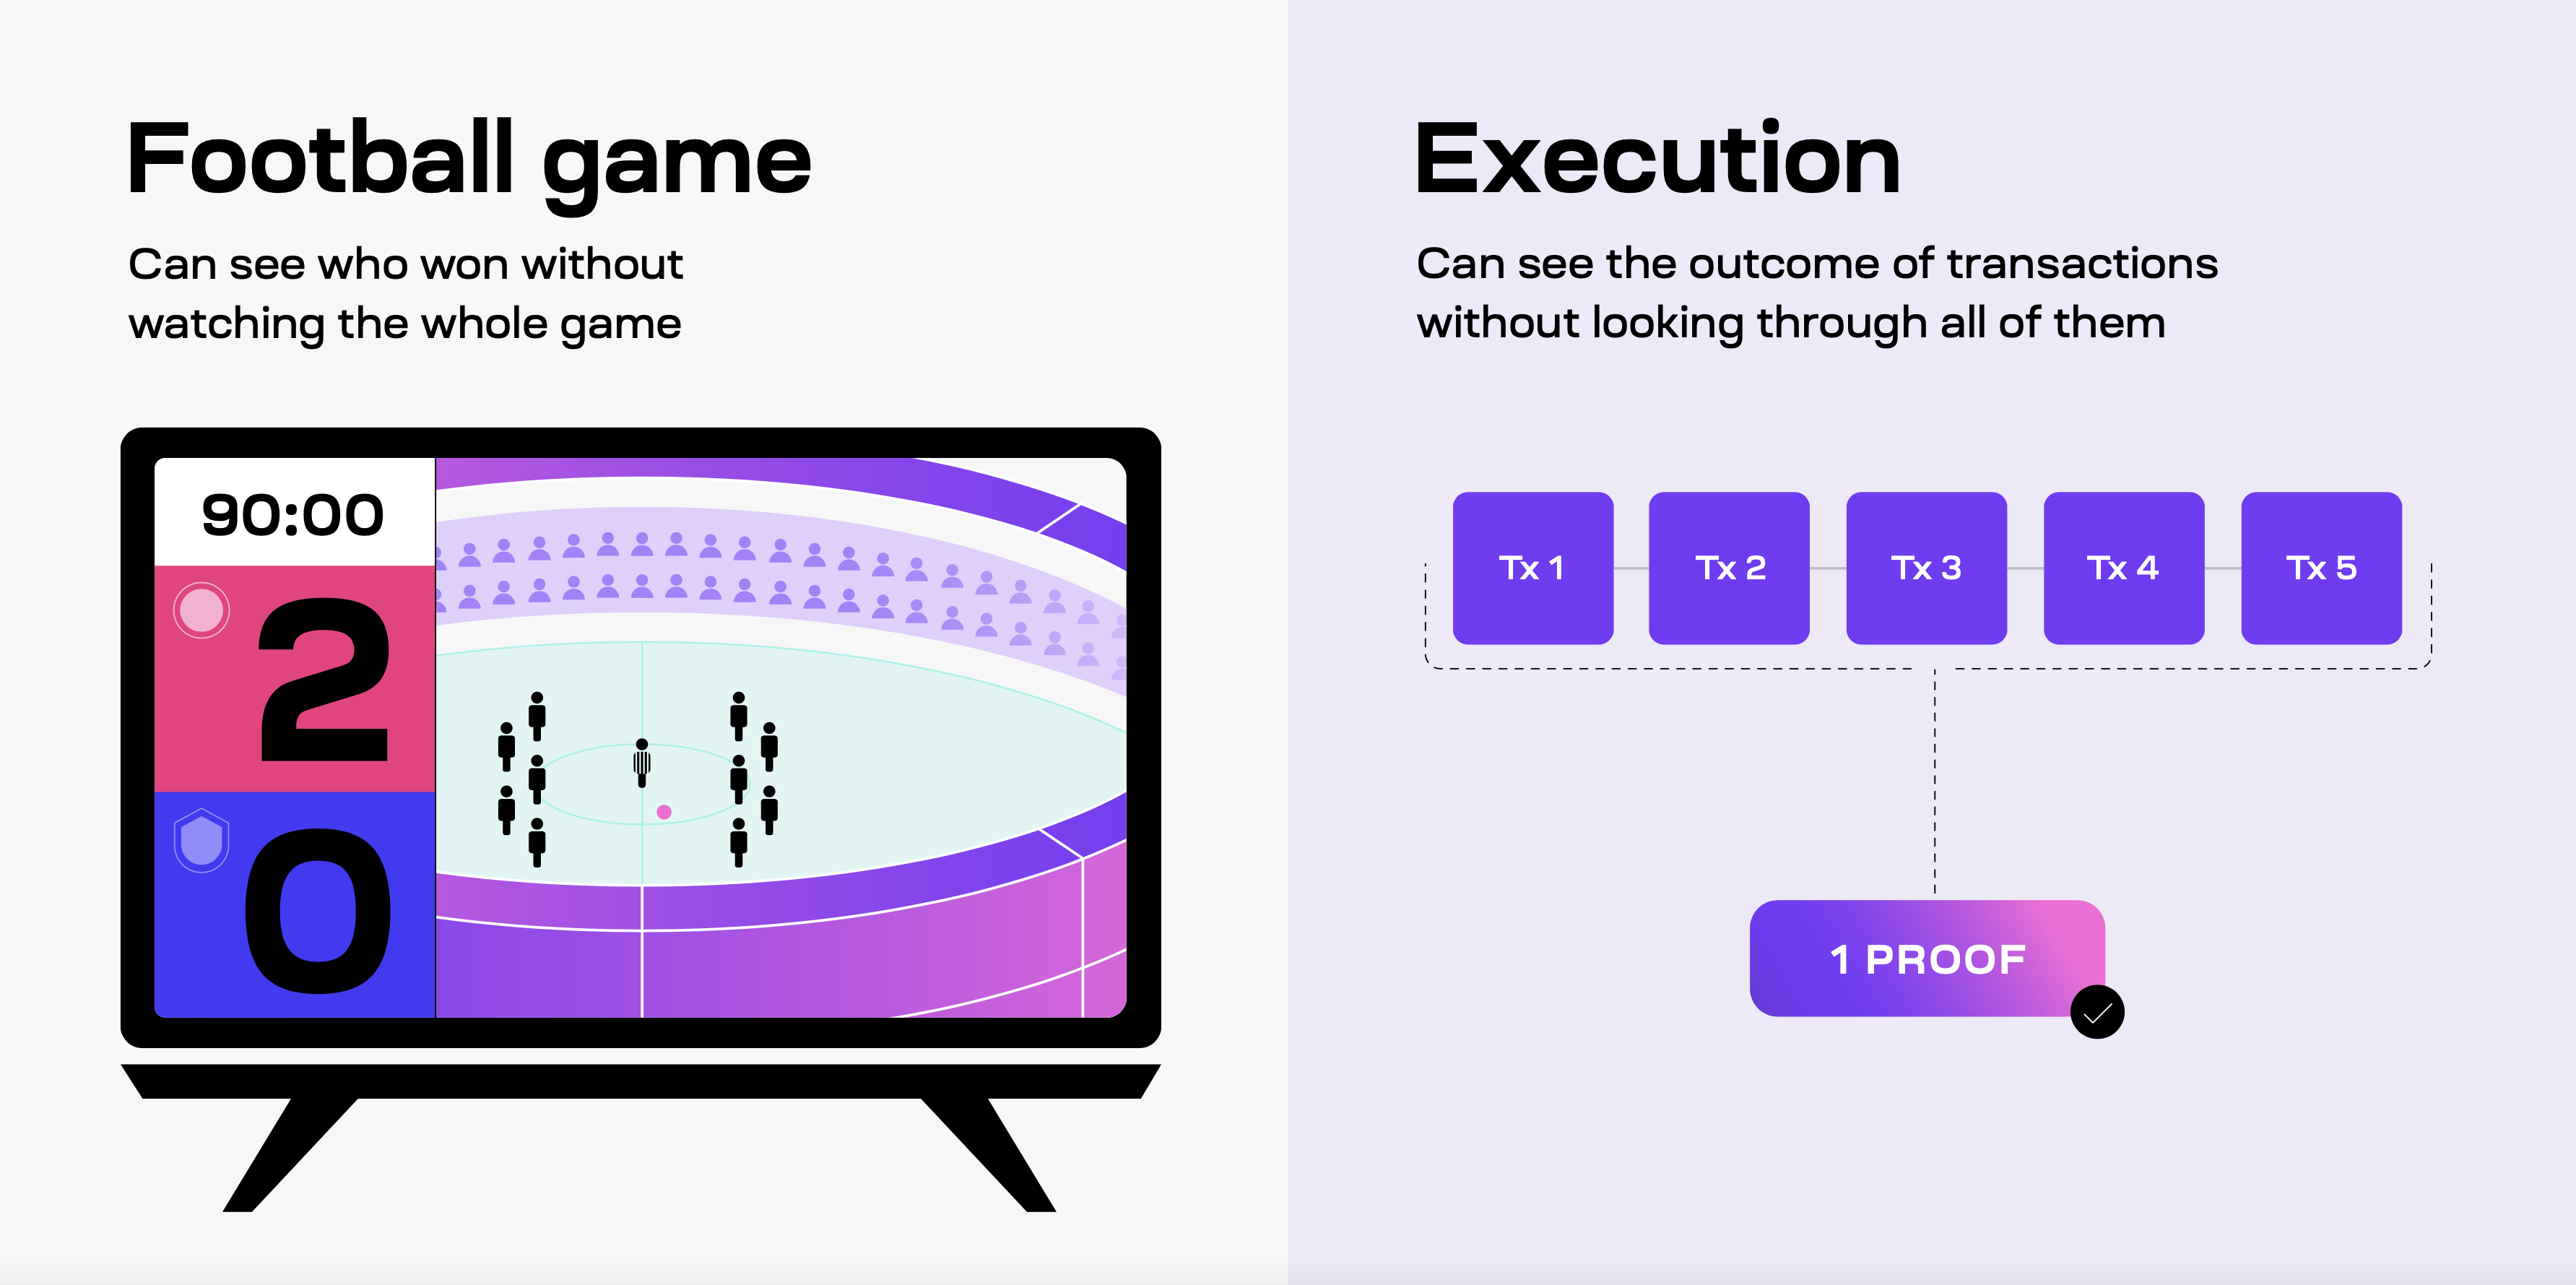 Football game
Can see who won without
watching the whole game
90:00
2
0
Execution
Can see the outcome of transactions
without looking through all of them
Tx 1
Tx 2
Tx 3
Tx 4
Tx 5
1 PROOF